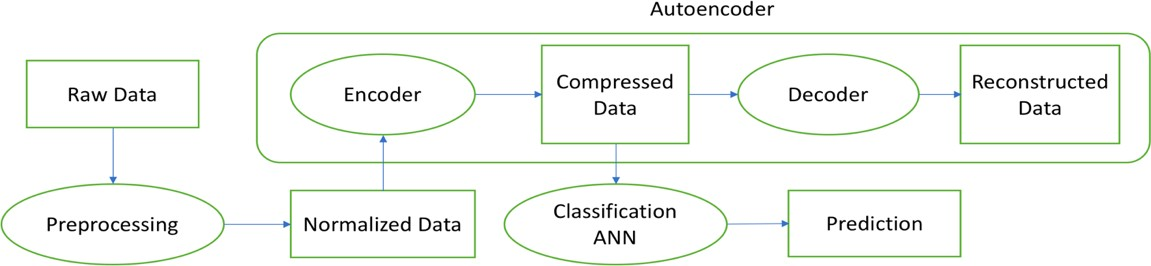 Autoencoder
Raw Data
Encoder
Compressed
Data
Decoder
Reconstructed
Data
Preprocessing
Normalized Data
Classification
ANN
Prediction